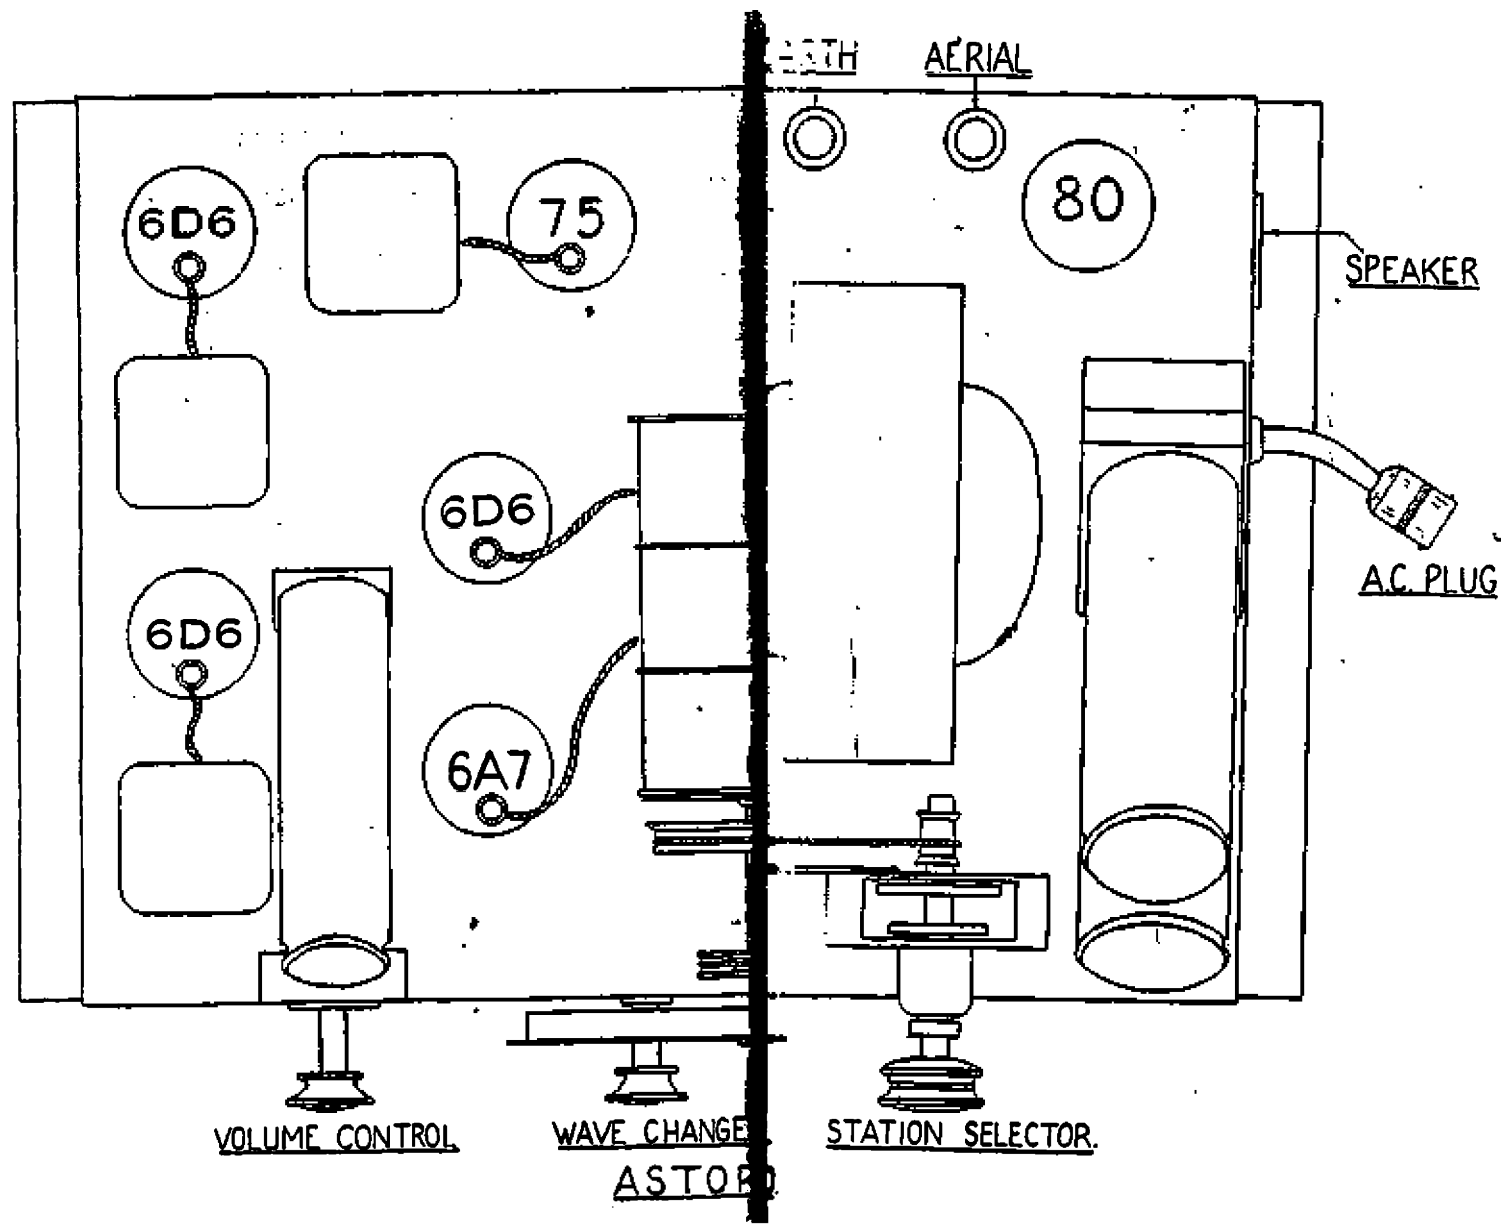 AERIAL
6D6
75
80
SPEAKER
6D6
A.C. PLUG
6D6
6A7
VOLUME CONTROL
WAVE CHANGE
STATION SELECTOR.